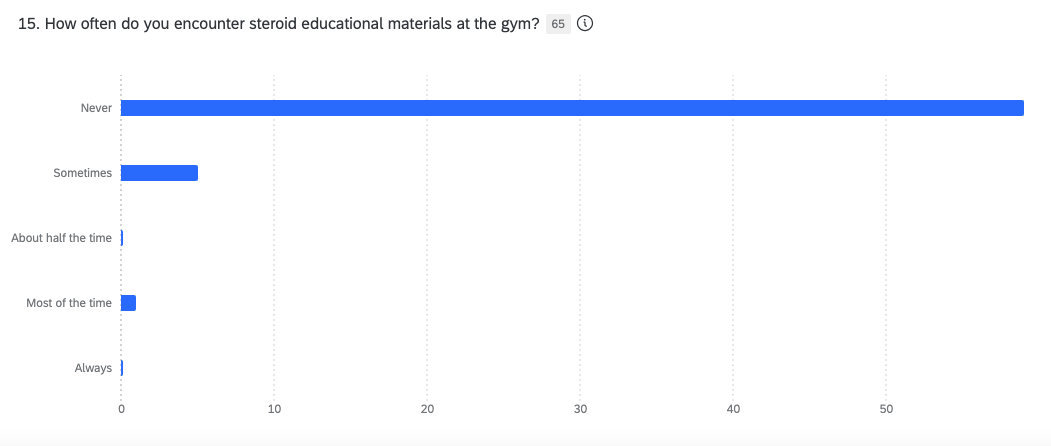 15. How often do you encounter steroid educational materials at the gym? 65
Never
Sometimes
About half the time
Most of the time
Always
0 10 20 30 40 50